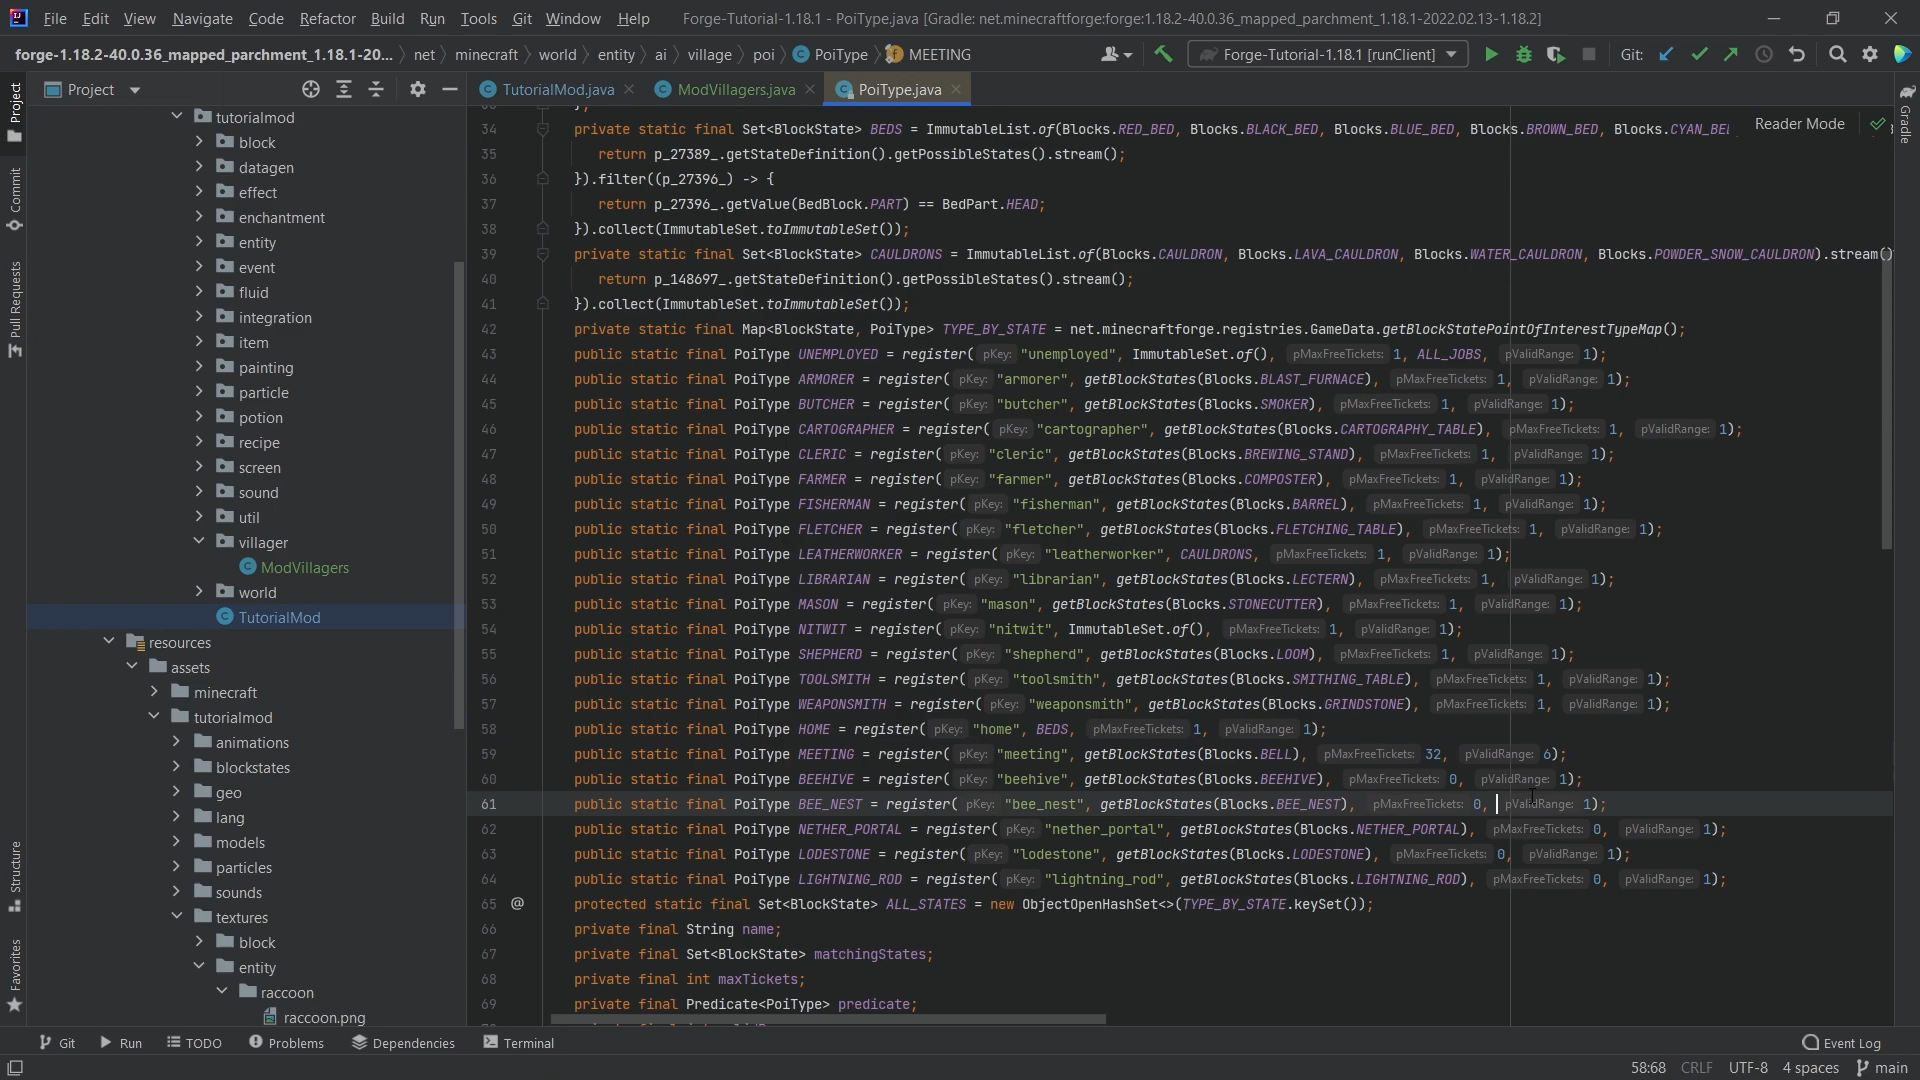 File Edit View Navigate Code Refactor Build Run Tools Git Window Help Forge-Tutorial-1.18.1 - PoiType.java [Gradle: net.minecraftforge:forge:1.18.2-40.0.36_mapped_parchment_1.18.1-2022.02.13-1.18.2]
forge-1.18.2-40.0.36_mapped_parchment_1.18.1-20... net minecraft world entity ai village poi PoiType MEETING Forge-Tutorial-1.18.1 [runClient] Git:
Project
TutorialMod.java ModVillagers.java PoiType.java
Reader Mode
Project
Commit
Pull Requests
Structure
Favorites
Gradle
tutorialmod
block
datagen
effect
enchantment
entity
event
fluid
integration
item
painting
particle
potion
recipe
screen
sound
util
villager
ModVillagers
world
TutorialMod
resources
assets
minecraft
tutorialmod
animations
blockstates
geo
lang
models
particles
sounds
textures
block
entity
raccoon
raccoon.png
34 private static final Set<BlockState> BEDS = ImmutableList.of(Blocks.RED_BED, Blocks.BLACK_BED, Blocks.BLUE_BED, Blocks.BROWN_BED, Blocks.CYAN_BE
35 return p_27389_.getStateDefinition().getPossibleStates().stream();
36 }).filter((p_27396_) -> {
37 return p_27396_.getValue(BedBlock.PART) == BedPart.HEAD;
38 }).collect(ImmutableSet.toImmutableSet());
39 private static final Set<BlockState> CAULDRONS = ImmutableList.of(Blocks.CAULDRON, Blocks.LAVA_CAULDRON, Blocks.WATER_CAULDRON, Blocks.POWDER_SNOW_CAULDRON).stream()
40 return p_148697_.getStateDefinition().getPossibleStates().stream();
41 }).collect(ImmutableSet.toImmutableSet());
42 private static final Map<BlockState, PoiType> TYPE_BY_STATE = net.minecraftforge.registries.GameData.getBlockStatePointOfInterestTypeMap();
43 public static final PoiType UNEMPLOYED = register( pKey: "unemployed", ImmutableSet.of(), pMaxFreeTickets: 1, ALL_JOBS, pValidRange: 1);
44 public static final PoiType ARMORER = register( pKey: "armorer", getBlockStates(Blocks.BLAST_FURNACE), pMaxFreeTickets: 1, pValidRange: 1);
45 public static final PoiType BUTCHER = register( pKey: "butcher", getBlockStates(Blocks.SMOKER), pMaxFreeTickets: 1, pValidRange: 1);
46 public static final PoiType CARTOGRAPHER = register( pKey: "cartographer", getBlockStates(Blocks.CARTOGRAPHY_TABLE), pMaxFreeTickets: 1, pValidRange: 1);
47 public static final PoiType CLERIC = register( pKey: "cleric", getBlockStates(Blocks.BREWING_STAND), pMaxFreeTickets: 1, pValidRange: 1);
48 public static final PoiType FARMER = register( pKey: "farmer", getBlockStates(Blocks.COMPOSTER), pMaxFreeTickets: 1, pValidRange: 1);
49 public static final PoiType FISHERMAN = register( pKey: "fisherman", getBlockStates(Blocks.BARREL), pMaxFreeTickets: 1, pValidRange: 1);
50 public static final PoiType FLETCHER = register( pKey: "fletcher", getBlockStates(Blocks.FLETCHING_TABLE), pMaxFreeTickets: 1, pValidRange: 1);
51 public static final PoiType LEATHERWORKER = register( pKey: "leatherworker", CAULDRONS, pMaxFreeTickets: 1, pValidRange: 1);
52 public static final PoiType LIBRARIAN = register( pKey: "librarian", getBlockStates(Blocks.LECTERN), pMaxFreeTickets: 1, pValidRange: 1);
53 public static final PoiType MASON = register( pKey: "mason", getBlockStates(Blocks.STONECUTTER), pMaxFreeTickets: 1, pValidRange: 1);
54 public static final PoiType NITWIT = register( pKey: "nitwit", ImmutableSet.of(), pMaxFreeTickets: 1, pValidRange: 1);
55 public static final PoiType SHEPHERD = register( pKey: "shepherd", getBlockStates(Blocks.LOOM), pMaxFreeTickets: 1, pValidRange: 1);
56 public static final PoiType TOOLSMITH = register( pKey: "toolsmith", getBlockStates(Blocks.SMITHING_TABLE), pMaxFreeTickets: 1, pValidRange: 1);
57 public static final PoiType WEAPONSMITH = register( pKey: "weaponsmith", getBlockStates(Blocks.GRINDSTONE), pMaxFreeTickets: 1, pValidRange: 1);
58 public static final PoiType HOME = register( pKey: "home", BEDS, pMaxFreeTickets: 1, pValidRange: 1);
59 public static final PoiType MEETING = register( pKey: "meeting", getBlockStates(Blocks.BELL), pMaxFreeTickets: 32, pValidRange: 6);
60 public static final PoiType BEEHIVE = register( pKey: "beehive", getBlockStates(Blocks.BEEHIVE), pMaxFreeTickets: 0, pValidRange: 1);
61 public static final PoiType BEE_NEST = register( pKey: "bee_nest", getBlockStates(Blocks.BEE_NEST), pMaxFreeTickets: 0, pValidRange: 1);
62 public static final PoiType NETHER_PORTAL = register( pKey: "nether_portal", getBlockStates(Blocks.NETHER_PORTAL), pMaxFreeTickets: 0, pValidRange: 1);
63 public static final PoiType LODESTONE = register( pKey: "lodestone", getBlockStates(Blocks.LODESTONE), pMaxFreeTickets: 0, pValidRange: 1);
64 public static final PoiType LIGHTNING_ROD = register( pKey: "lightning_rod", getBlockStates(Blocks.LIGHTNING_ROD), pMaxFreeTickets: 0, pValidRange: 1);
65 @ protected static final Set<BlockState> ALL_STATES = new ObjectOpenHashSet<>(TYPE_BY_STATE.keySet());
66 private final String name;
67 private final Set<BlockState> matchingStates;
68 private final int maxTickets;
69 private final Predicate<PoiType> predicate;
Git Run TODO Problems Dependencies Terminal Event Log
58:68 CRLF UTF-8 4 spaces main